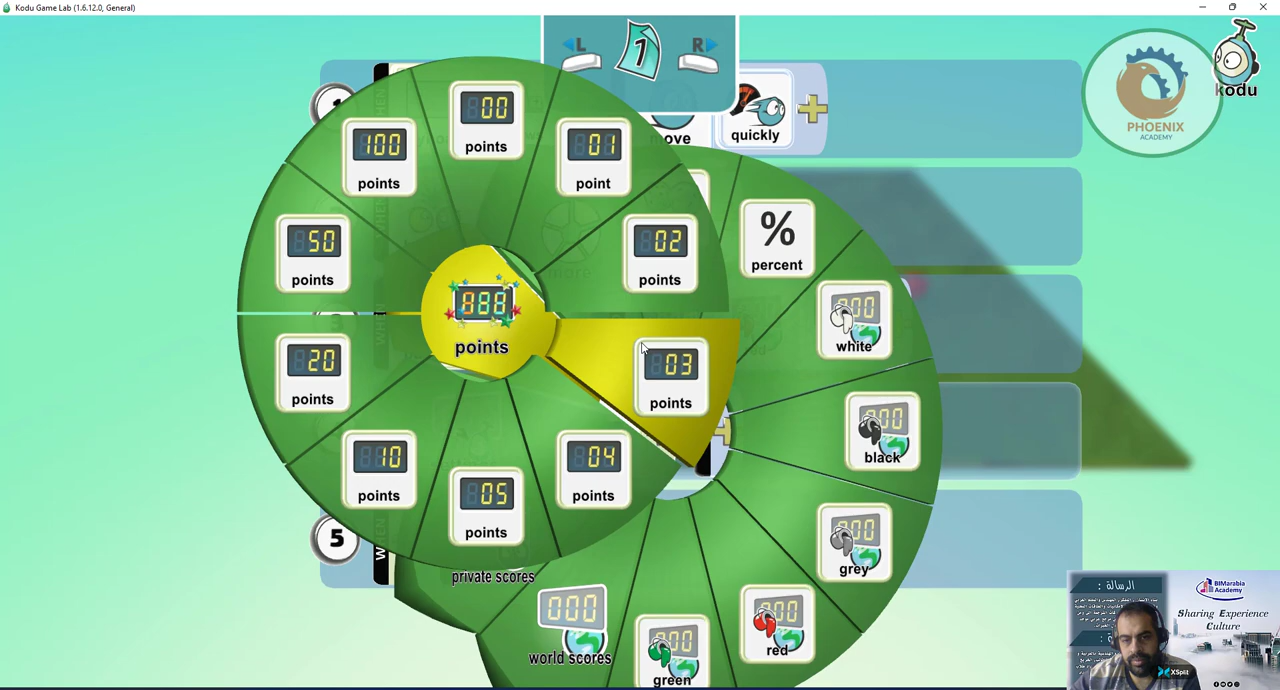 Kodu Game Lab (1.6.12.0, General)
L 1 R
kodu
PHOENIX
ACADEMY
move
quickly
00
points
01
point
02
points
03
points
04
points
05
points
10
points
20
points
50
points
100
points
888
points
%
percent
000
white
000
black
000
grey
000
red
000
green
000
world scores
private scores
5
الرسالة :
BIMarabia
Academy
Sharing Experience
Culture
XSplit